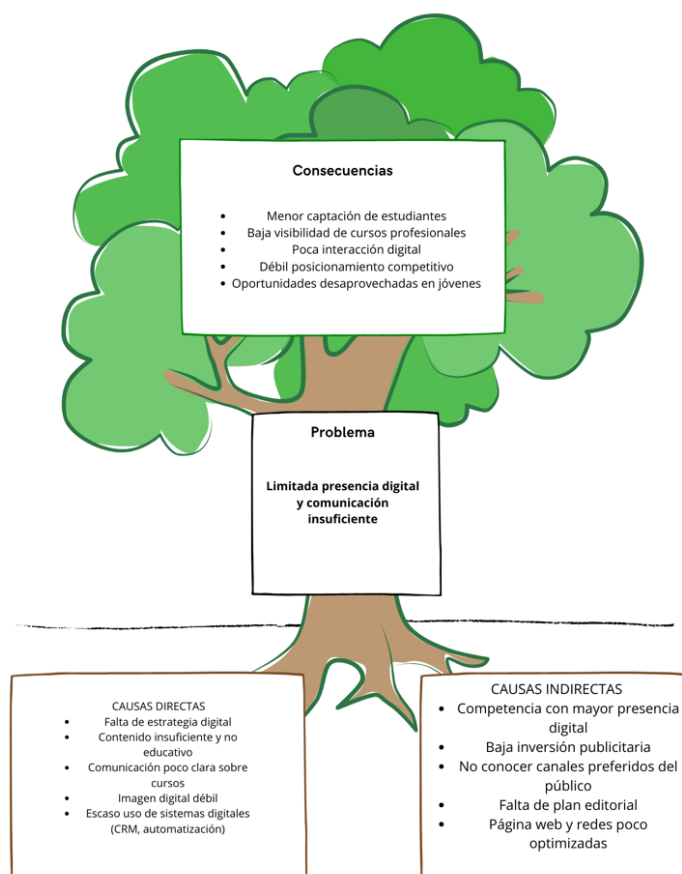 Consecuencias
• Menor captación de estudiantes
• Baja visibilidad de cursos profesionales
• Poca interacción digital
• Débil posicionamiento competitivo
• Oportunidades desaprovechadas en jóvenes
Problema
Limitada presencia digital
y comunicación
insuficiente
CAUSAS DIRECTAS
• Falta de estrategia digital
• Contenido insuficiente y no
educativo
• Comunicación poco clara sobre
cursos
• Imagen digital débil
• Escaso uso de sistemas digitales
(CRM, automatización)
CAUSAS INDIRECTAS
• Competencia con mayor presencia
digital
• Baja inversión publicitaria
• No conocer canales preferidos del
público
• Falta de plan editorial
• Página web y redes poco
optimizadas